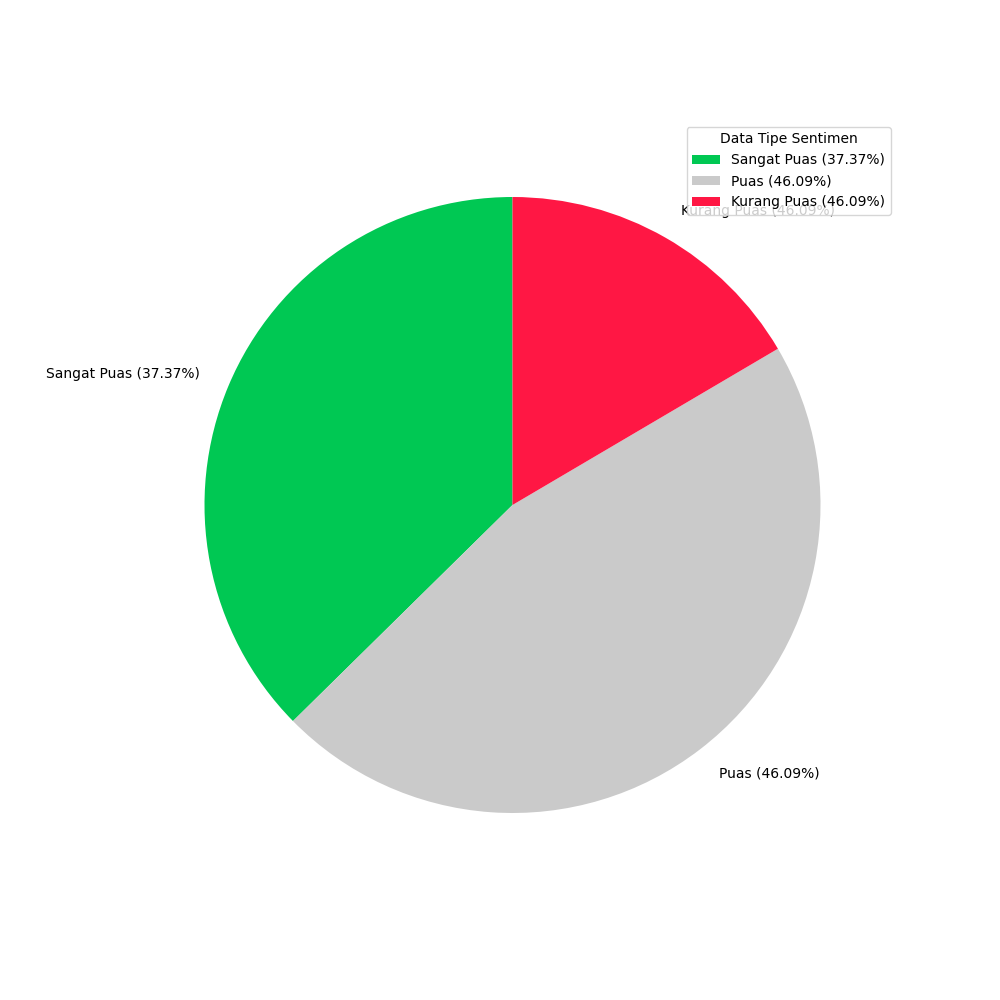 Data Tipe Sentimen
Sangat Puas (37.37%)
Puas (46.09%)
Kurang Puas (46.09%)
Kurang Puas (46.09%)
Sangat Puas (37.37%)
Puas (46.09%)